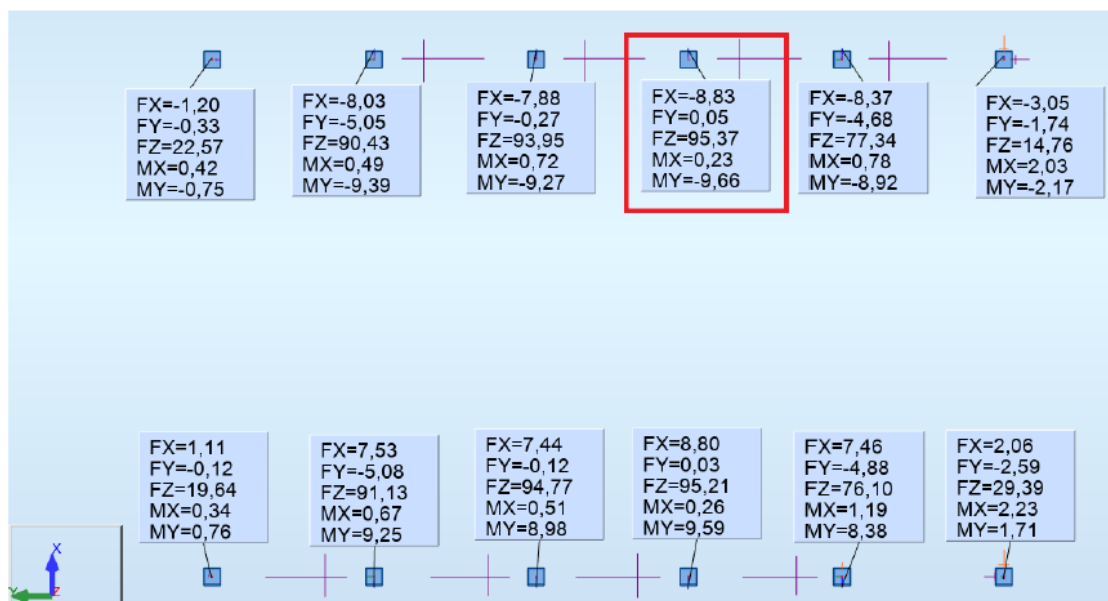 FX=-1,20
FY=-0,33
FZ=22,57
MX=0,42
MY=-0,75
FX=-8,03
FY=-5,05
FZ=90,43
MX=0,49
MY=-9,39
FX=-7,88
FY=-0,27
FZ=93,95
MX=0,72
MY=-9,27
FX=-8,83
FY=0,05
FZ=95,37
MX=0,23
MY=-9,66
FX=-8,37
FY=-4,68
FZ=77,34
MX=0,78
MY=-8,92
FX=-3,05
FY=-1,74
FZ=14,76
MX=2,03
MY=-2,17
FX=1,11
FY=-0,12
FZ=19,64
MX=0,34
MY=0,76
FX=7,53
FY=-5,08
FZ=91,13
MX=0,67
MY=9,25
FX=7,44
FY=-0,12
FZ=94,77
MX=0,51
MY=8,98
FX=8,80
FY=0,03
FZ=95,21
MX=0,26
MY=9,59
FX=7,46
FY=-4,88
FZ=76,10
MX=1,19
MY=8,38
FX=2,06
FY=-2,59
FZ=29,39
MX=2,23
MY=1,71
X
Y
Z